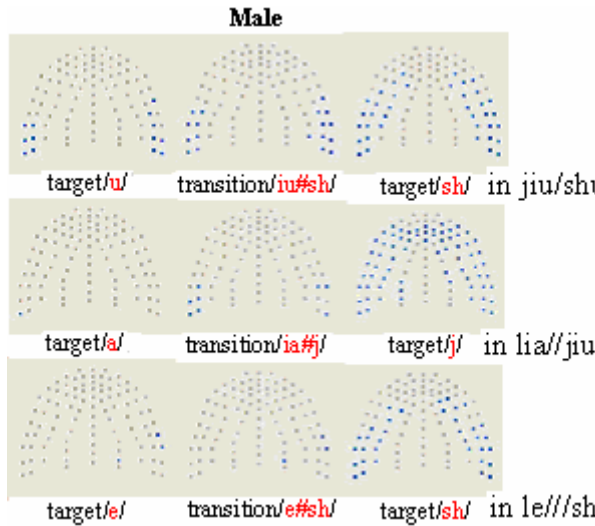 Male
target/u/ transition/iu#sh/ target/sh/ in jiu/shu
target/a/ transition/ia#j/ target/j/ in lia//jiu
target/e/ transition/e#sh/ target/sh/ in le///sh